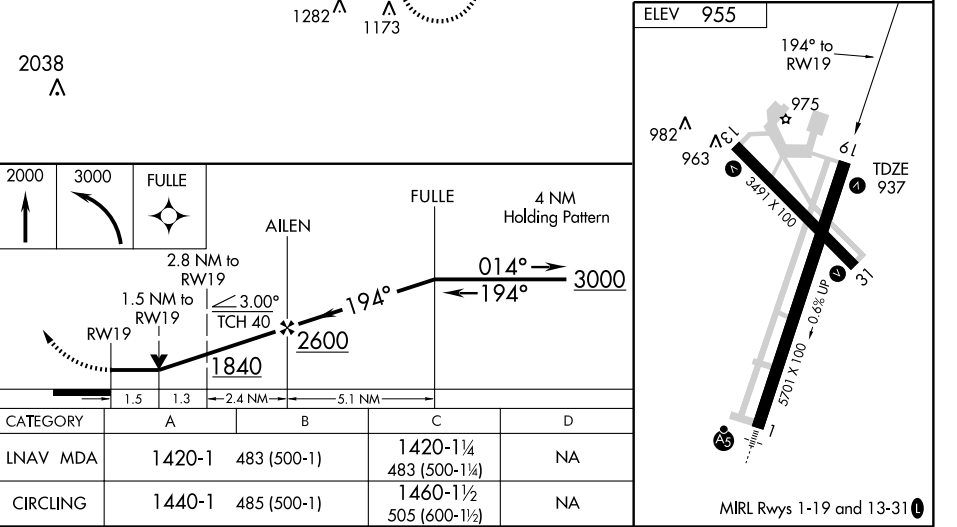 1282
1173
2038
2000
3000
FULLE
FULLE
4 NM
Holding Pattern
AILEN
2.8 NM to
RW19
014°
194°
3000
194°
1.5 NM to
RW19
3.00°
TCH 40
RW19
2600
1840
1.5
1.3
2.4 NM
5.1 NM
CATEGORY A B C D
LNAV MDA 1420-1 483 (500-1) 1420-1¼ NA
483 (500-1¼)
CIRCLING 1440-1 485 (500-1) 1460-1½ NA
505 (600-1½)
ELEV 955
194° to
RW19
975
982
963
13
19
TDZE
937
V
V
3491 X 100
V
31
0.6% UP
5701 X 100
1
A5
MIRL Rwys 1-19 and 13-31 L